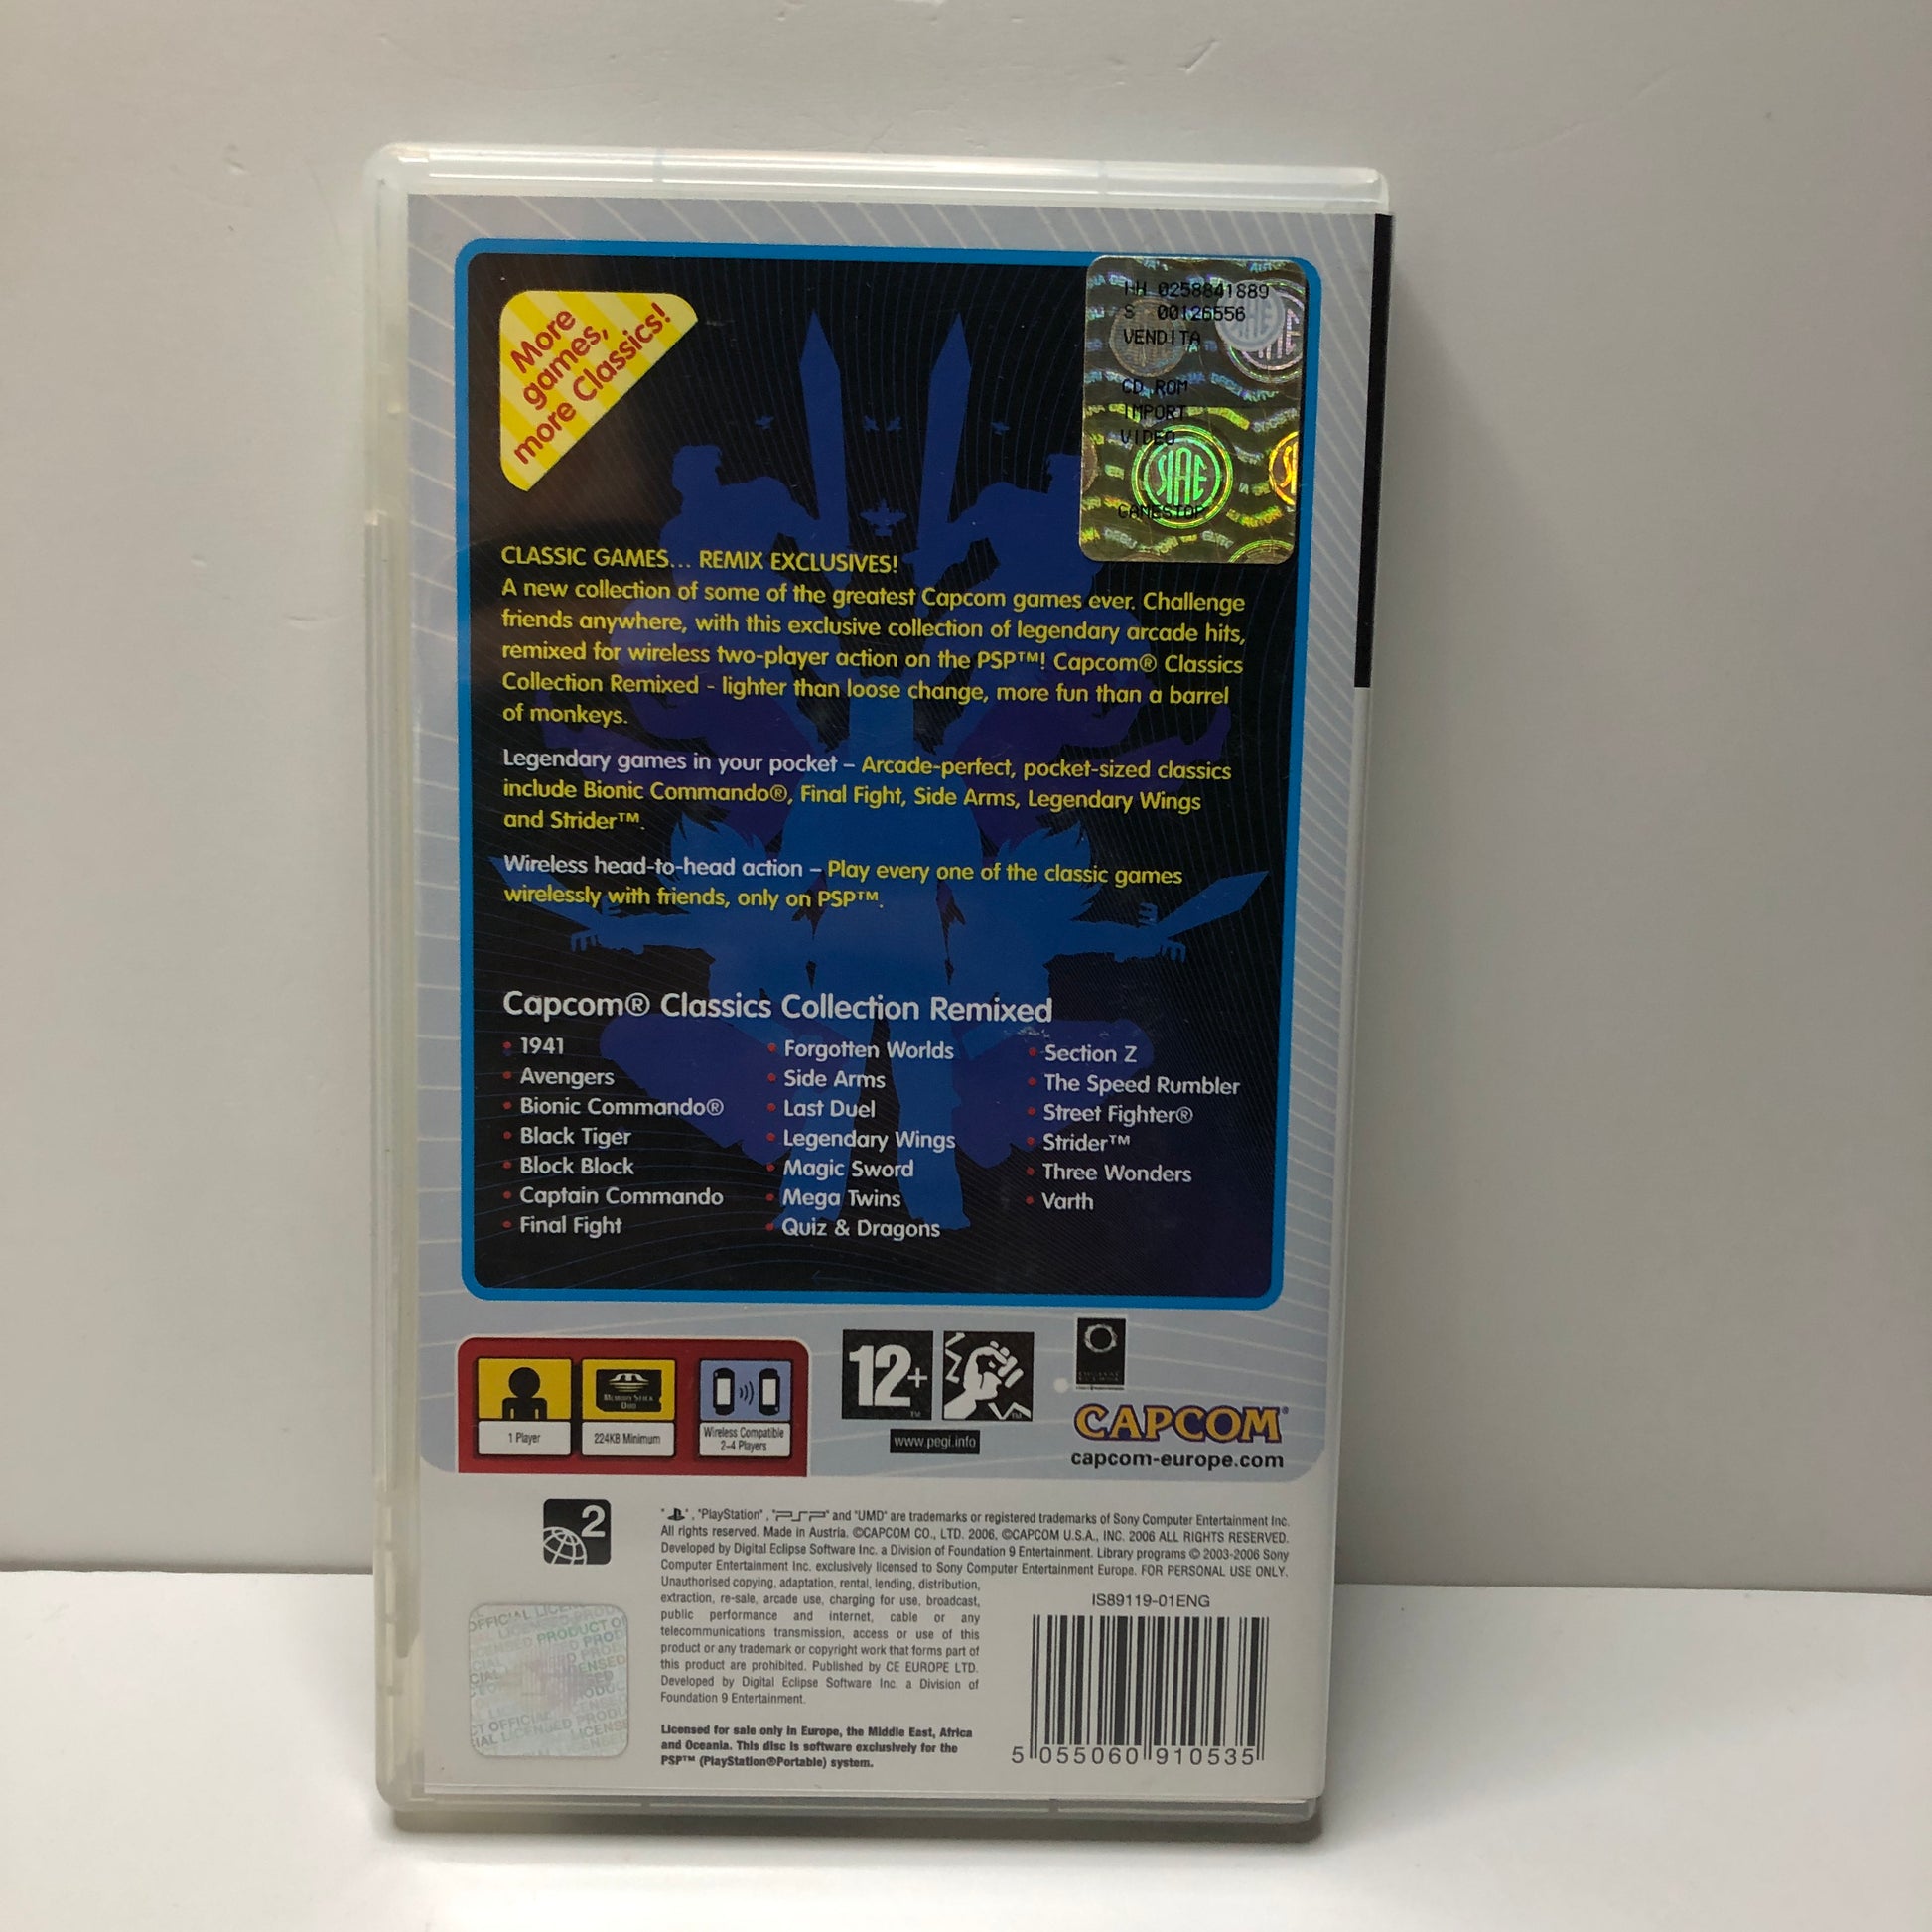 More
games,
more Classics!
HH 0258841889
S 00126556
VENDITA
CD ROM
IMPORT
VIDEO
SIAE
GAMESTOP
CLASSIC GAMES... REMIX EXCLUSIVES!
A new collection of some of the greatest Capcom games ever. Challenge
friends anywhere, with this exclusive collection of legendary arcade hits,
remixed for wireless two-player action on the PSP™! Capcom® Classics
Collection Remixed - lighter than loose change, more fun than a barrel
of monkeys.
Legendary games in your pocket – Arcade-perfect, pocket-sized classics
include Bionic Commando®, Final Fight, Side Arms, Legendary Wings
and Strider™.
Wireless head-to-head action – Play every one of the classic games
wirelessly with friends, only on PSP™.
Capcom® Classics Collection Remixed
• 1941
• Avengers
• Bionic Commando®
• Black Tiger
• Block Block
• Captain Commando
• Final Fight
• Forgotten Worlds
• Side Arms
• Last Duel
• Legendary Wings
• Magic Sword
• Mega Twins
• Quiz & Dragons
• Section Z
• The Speed Rumbler
• Street Fighter®
• Strider™
• Three Wonders
• Varth
1 Player
MEMORY STICK
DUO
224KB Minimum
Wireless Compatible
2-4 Players
12+™
www.pegi.info
CAPCOM®
capcom-europe.com
2
"PlayStation", "PSP" and "UMD" are trademarks or registered trademarks of Sony Computer Entertainment Inc.
All rights reserved. Made in Austria. ©CAPCOM CO., LTD. 2006, ©CAPCOM U.S.A., INC. 2006 ALL RIGHTS RESERVED.
Developed by Digital Eclipse Software Inc. a Division of Foundation 9 Entertainment. Library programs © 2003-2006 Sony
Computer Entertainment Inc. exclusively licensed to Sony Computer Entertainment Europe. FOR PERSONAL USE ONLY.
Unauthorised copying, adaptation, rental, lending, distribution,
extraction, re-sale, arcade use, charging for use, broadcast,
public performance and internet, cable or any
telecommunications transmission, access or use of this
product or any trademark or copyright work that forms part of
this product are prohibited. Published by CE EUROPE LTD.
Developed by Digital Eclipse Software Inc. a Division of
Foundation 9 Entertainment.
Licensed for sale only in Europe, the Middle East, Africa
and Oceania. This disc is software exclusively for the
PSP™ (PlayStation®Portable) system.
IS89119-01ENG
5 055060 910535